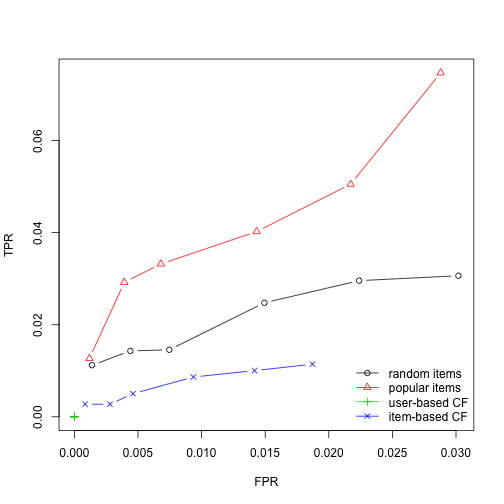 TPR
0.06
0.04
0.02
0.00
random items
popular items
user-based CF
item-based CF
0.000 0.005 0.010 0.015 0.020 0.025 0.030
FPR